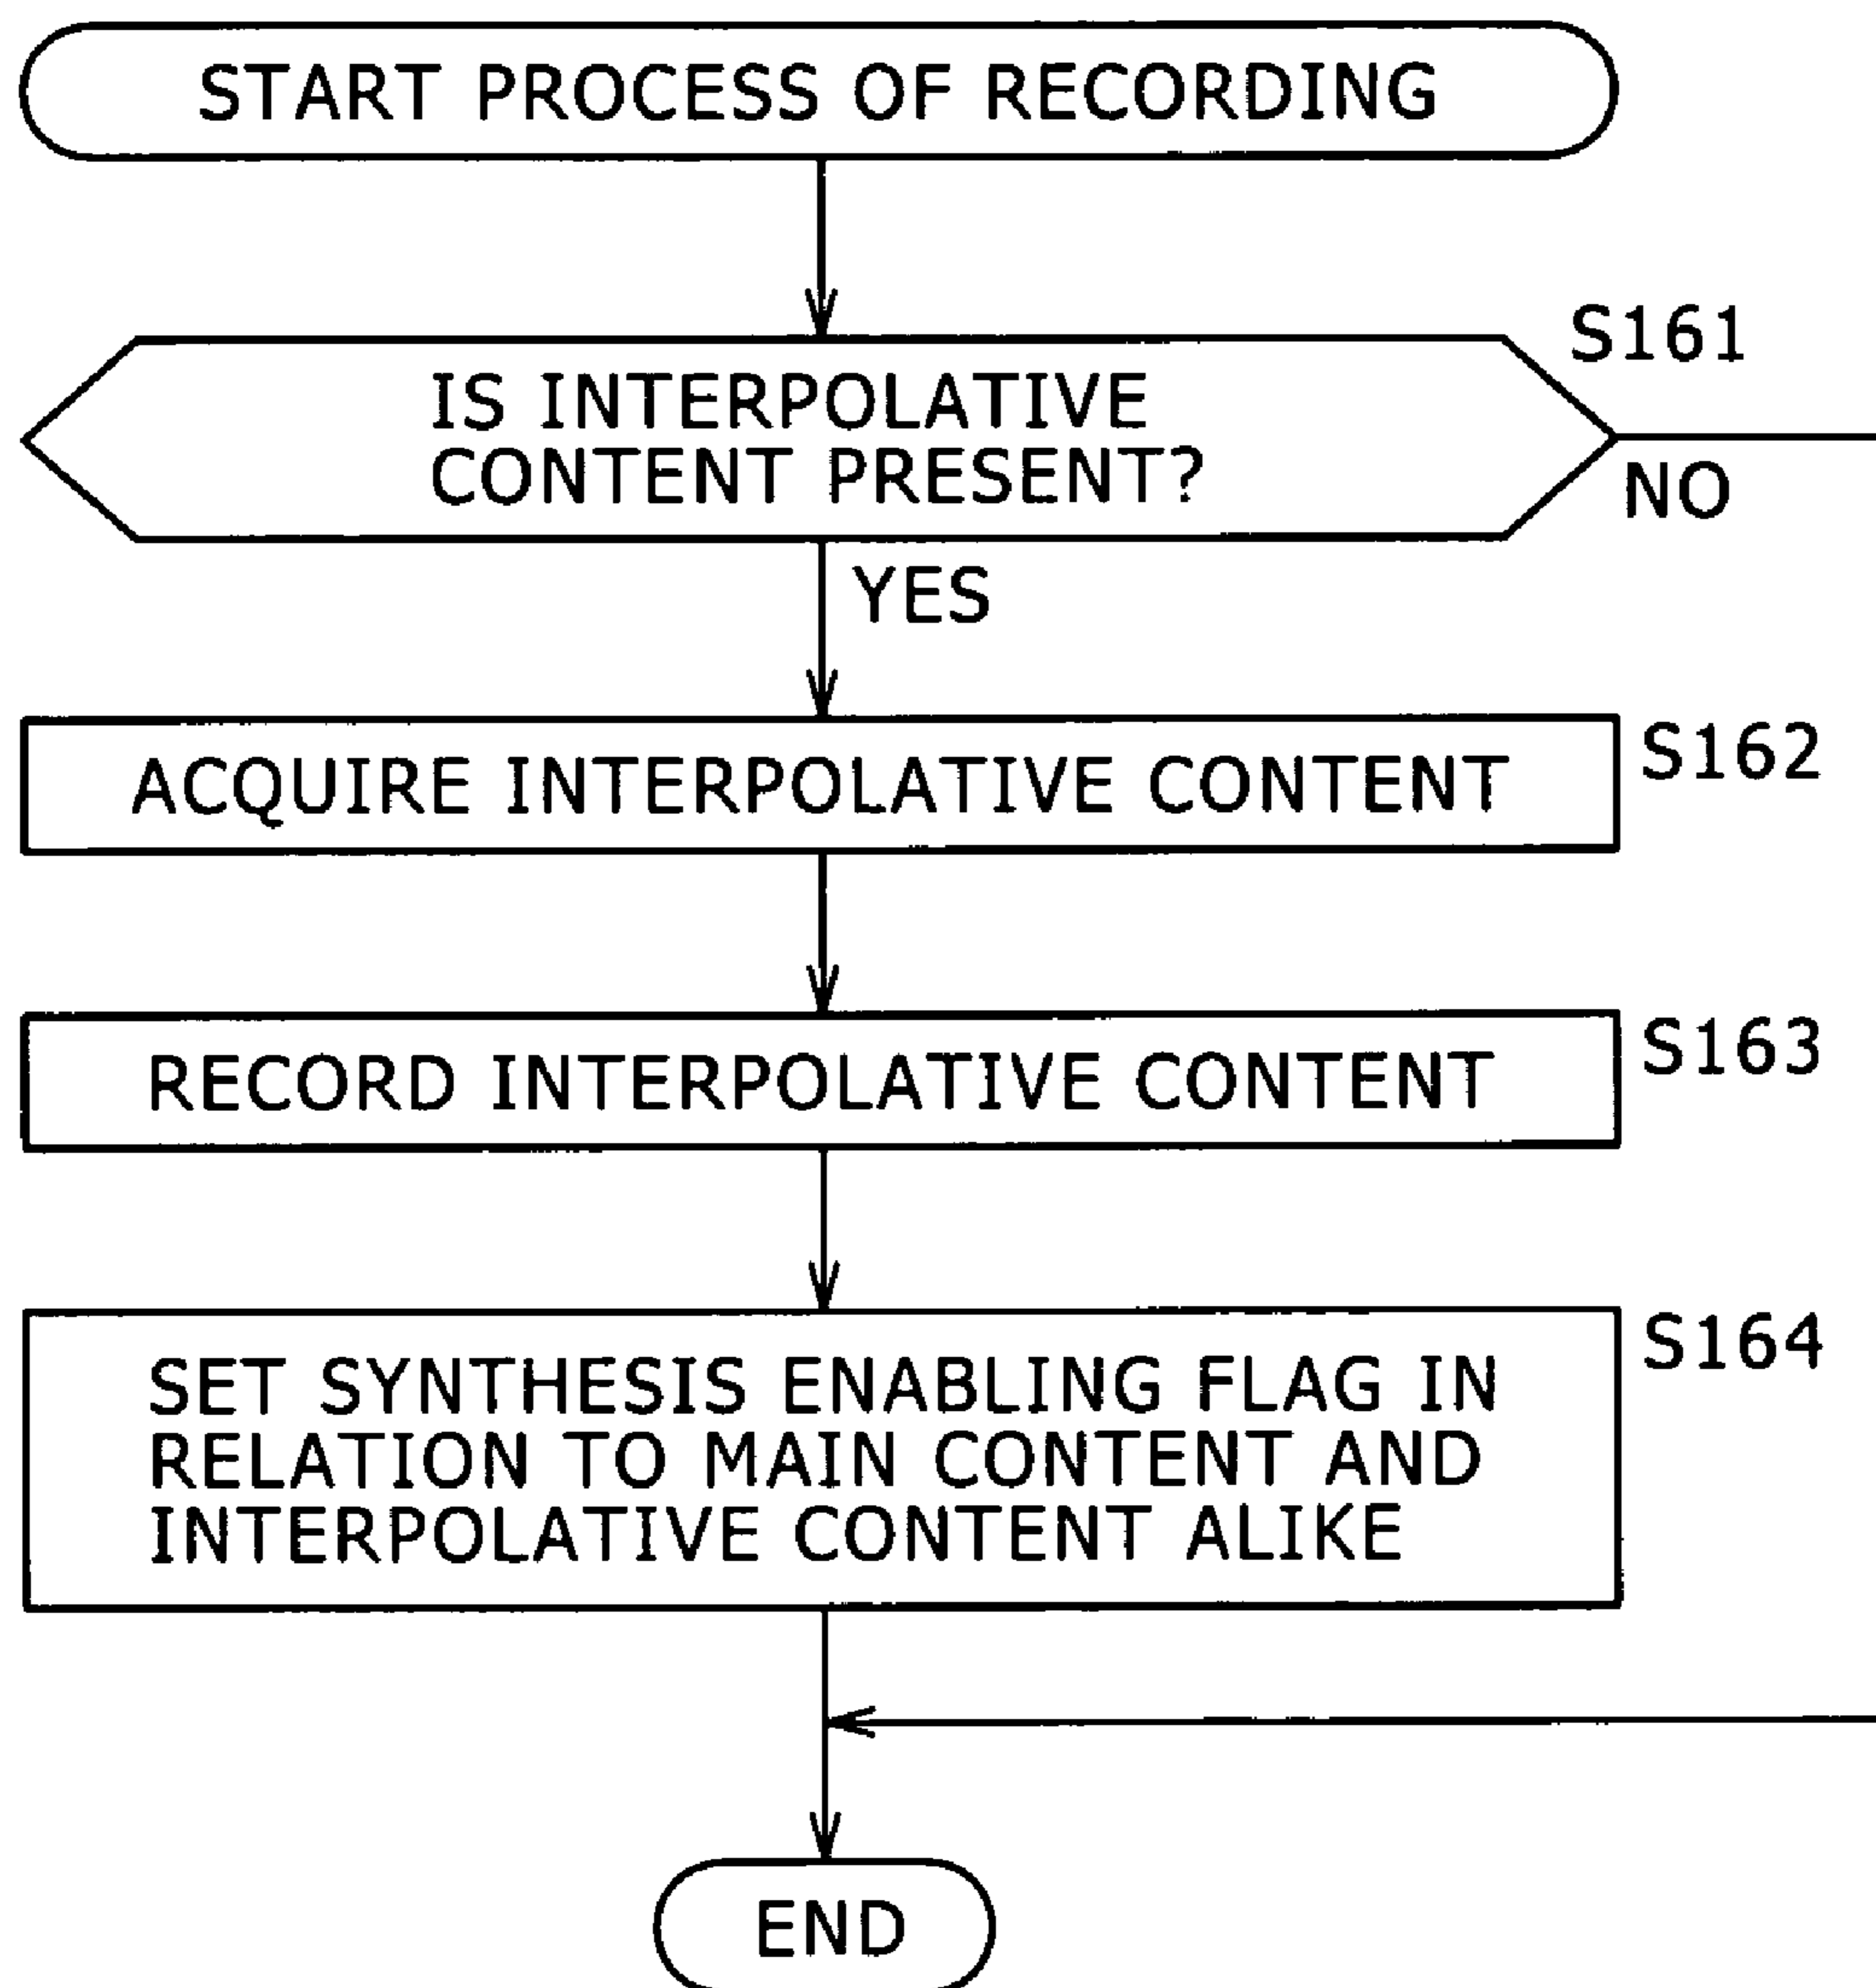 START PROCESS OF RECORDING
S161
IS INTERPOLATIVE
CONTENT PRESENT?
NO
YES
S162
ACQUIRE INTERPOLATIVE CONTENT
S163
RECORD INTERPOLATIVE CONTENT
S164
SET SYNTHESIS ENABLING FLAG IN
RELATION TO MAIN CONTENT AND
INTERPOLATIVE CONTENT ALIKE
END